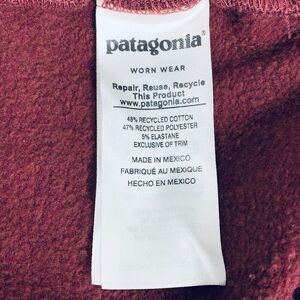 patagonia®
WORN WEAR
Repair, Reuse, Recycle
This Product
www.patagonia.com
48% RECYCLED COTTON
47% RECYCLED POLYESTER
5% ELASTANE
EXCLUSIVE OF TRIM
MADE IN MEXICO
FABRIQUÉ AU MEXIQUE
HECHO EN MEXICO